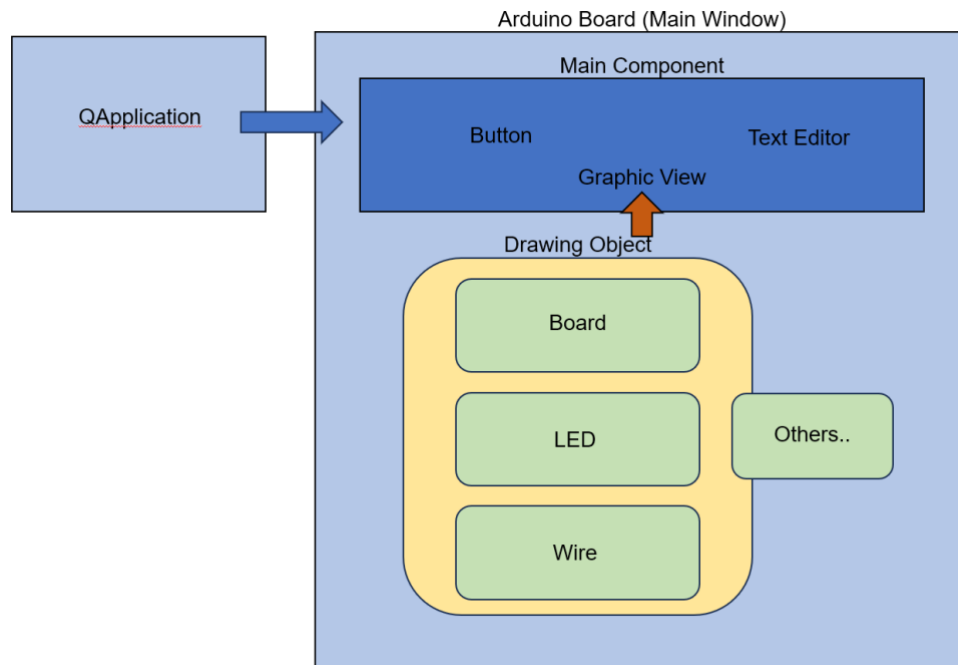 Arduino Board (Main Window)
Main Component
QApplication
Button
Text Editor
Graphic View
Drawing Object
Board
LED
Others..
Wire